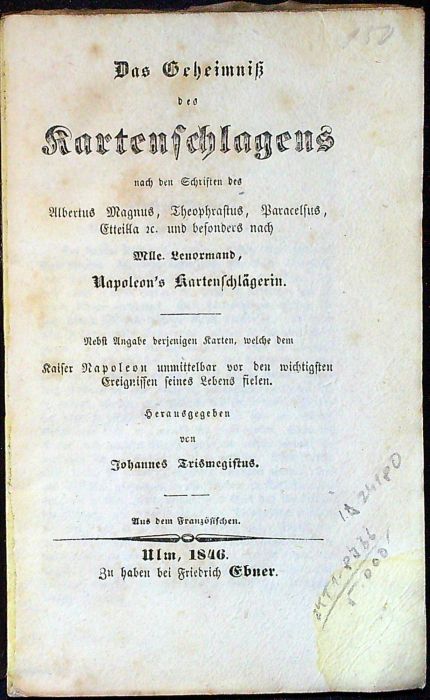 Das Geheimniß
des
Kartenschlagens
nach den Schriften des
Albertus Magnus, Theophrastus, Paracelsus,
Etteilla ꝛc. und besonders nach
Mlle. Lenormand,
Napoleon's Kartenschlägerin.
Nebst Angabe derjenigen Karten, welche dem
Kaiser Napoleon unmittelbar vor den wichtigsten
Ereignissen seines Lebens fielen.
Herausgegeben
von
Johannes Trismegistus.
Aus dem Französischen.
Ulm, 1846.
Zu haben bei Friedrich Ebner.